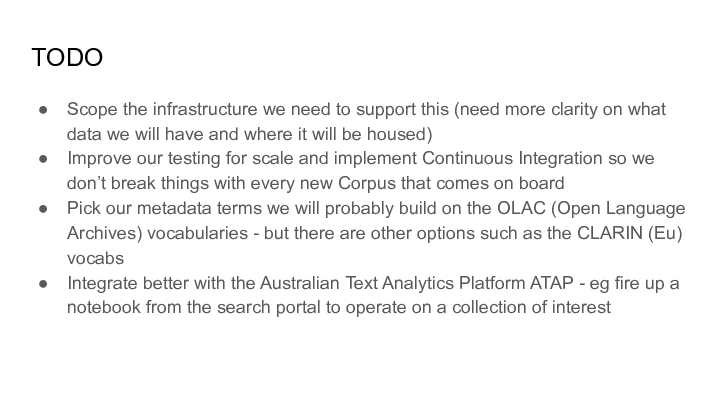 TODO
● Scope the infrastructure we need to support this (need more clarity on what
data we will have and where it will be housed)
● Improve our testing for scale and implement Continuous Integration so we
don’t break things with every new Corpus that comes on board
● Pick our metadata terms we will probably build on the OLAC (Open Language
Archives) vocabularies - but there are other options such as the CLARIN (Eu)
vocabs
● Integrate better with the Australian Text Analytics Platform ATAP - eg fire up a
notebook from the search portal to operate on a collection of interest